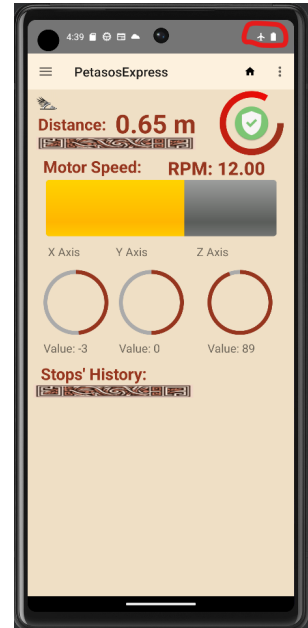 4:39
PetasosExpress
Distance: 0.65 m
Motor Speed: RPM: 12.00
X Axis Y Axis Z Axis
Value: -3 Value: 0 Value: 89
Stops' History: